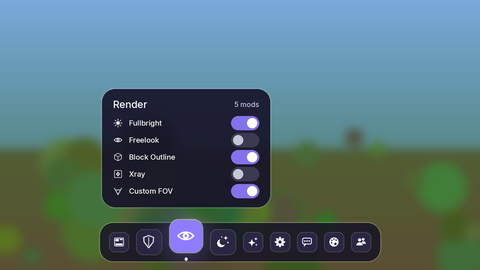 Render
5 mods
Fullbright
Freelook
Block Outline
Xray
Custom FOV